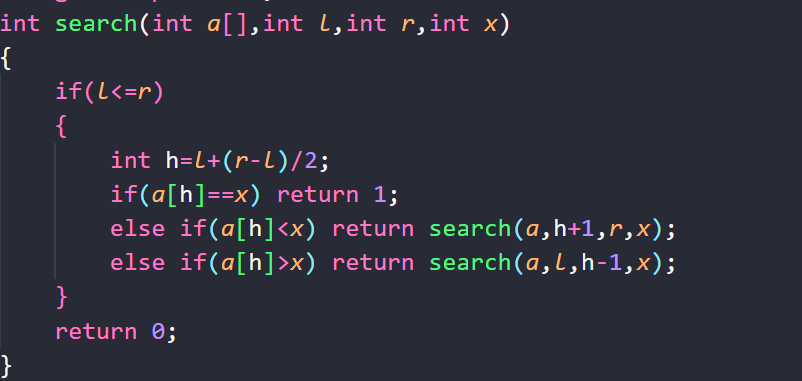 int search(int a[],int l,int r,int x)
{
    if(l<=r)
    {
        int h=l+(r-l)/2;
        if(a[h]==x) return 1;
        else if(a[h]<x) return search(a,h+1,r,x);
        else if(a[h]>x) return search(a,l,h-1,x);
    }
    return 0;
}